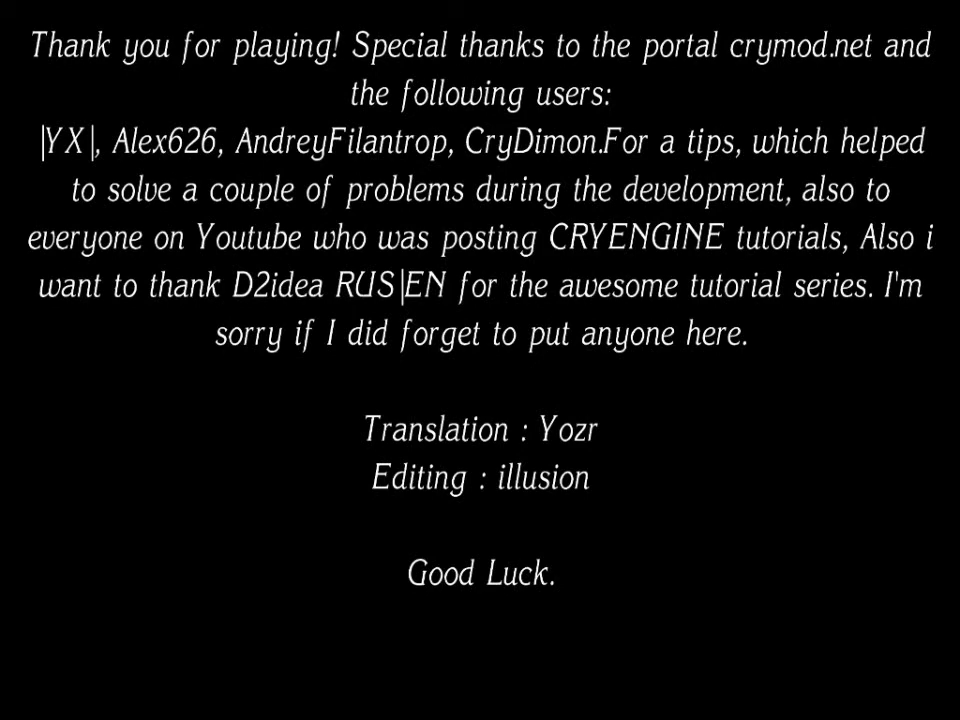 Thank you for playing! Special thanks to the portal crymod.net and
the following users:
|YX|, Alex626, AndreyFilantrop, CryDimon.For a tips, which helped
to solve a couple of problems during the development, also to
everyone on Youtube who was posting CRYENGINE tutorials, Also i
want to thank D2idea RUS|EN for the awesome tutorial series. I'm
sorry if I did forget to put anyone here.
Translation : Yozr
Editing : illusion
Good Luck.